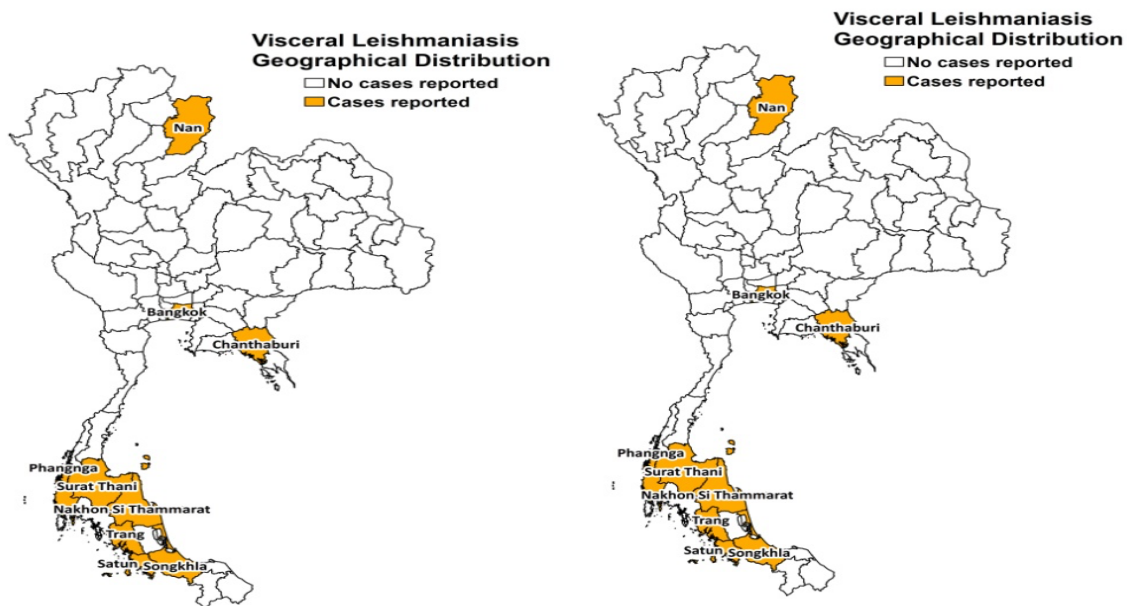 Visceral Leishmaniasis
Geographical Distribution
No cases reported
Cases reported
Nan
Bangkok
Chanthaburi
Phangnga
Surat Thani
Nakhon Si Thammarat
Trang
Satun Songkhla
Visceral Leishmaniasis
Geographical Distribution
No cases reported
Cases reported
Nan
Bangkok
Chanthaburi
Phangnga
Surat Thani
Nakhon Si Thammarat
Trang
Satun Songkhla